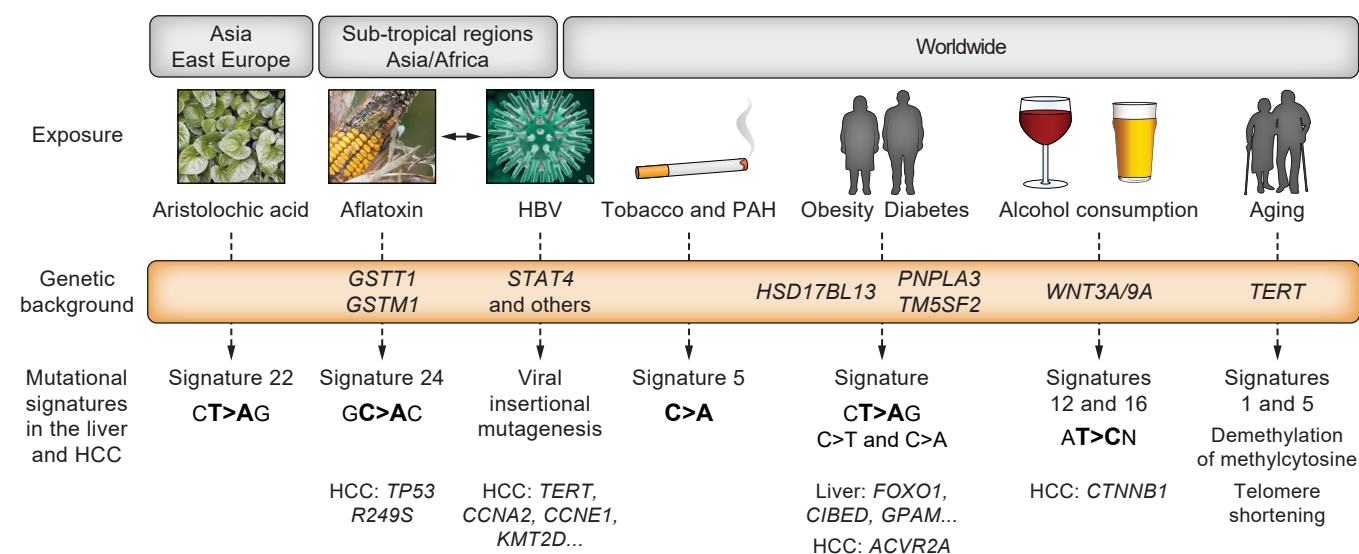 Asia
East Europe
Sub-tropical regions
Asia/Africa
Worldwide
Exposure
Aristolochic acid
Aflatoxin
HBV
Tobacco and PAH
Obesity Diabetes
Alcohol consumption
Aging
Genetic
background
GSTT1
GSTM1
STAT4
and others
HSD17BL13
PNPLA3
TM5SF2
WNT3A/9A
TERT
Mutational
signatures
in the liver
and HCC
Signature 22
CT>AG
Signature 24
GC>AC
HCC: TP53
R249S
Viral
insertional
mutagenesis
HCC: TERT,
CCNA2, CCNE1,
KMT2D...
Signature 5
C>A
Signature
CT>AG
C>T and C>A
Liver: FOXO1,
CIBED, GPAM...
HCC: ACVR2A
Signatures
12 and 16
AT>CN
HCC: CTNNB1
Signatures
1 and 5
Demethylation
of methylcytosine
Telomere
shortening